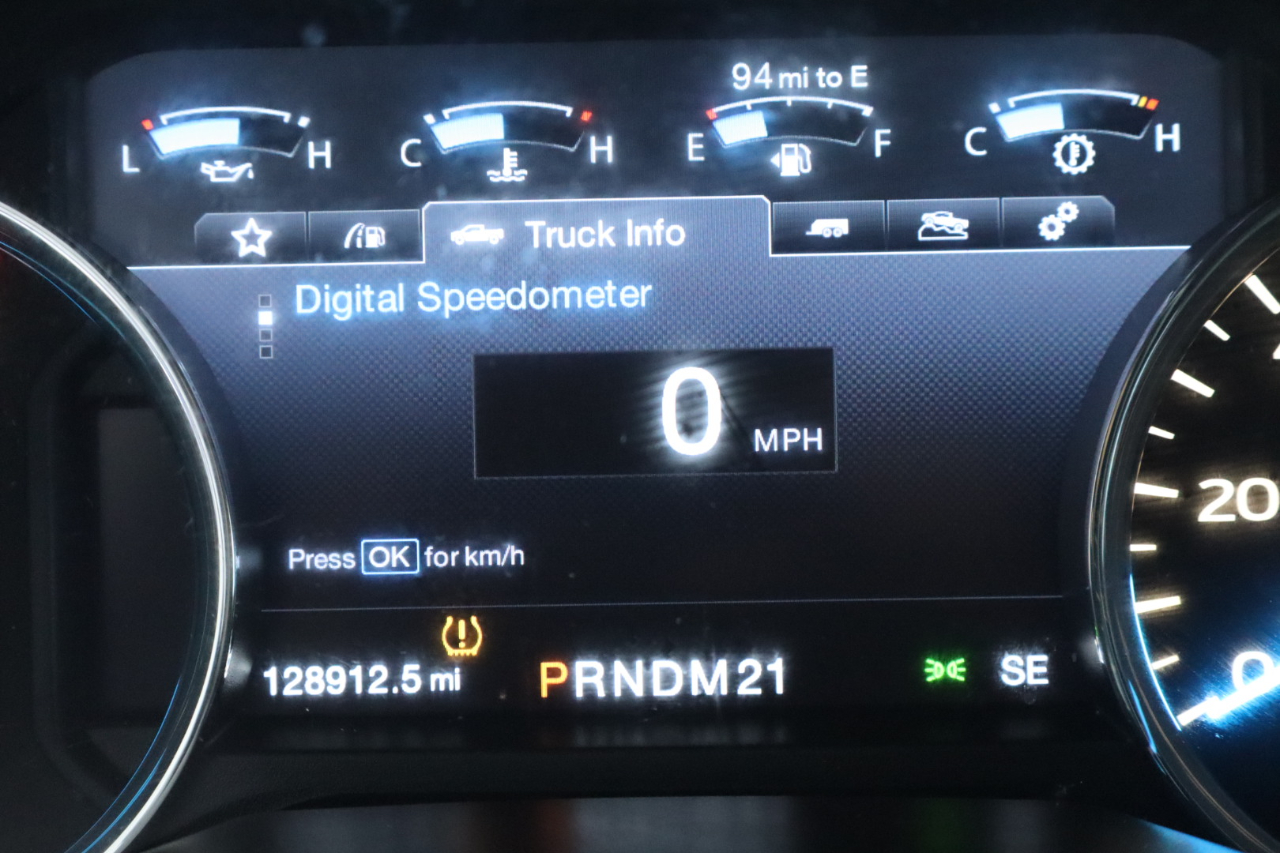 94 mi to E
L H C H E F C H
Truck Info
Digital Speedometer
0 MPH
Press OK for km/h
20
128912.5 mi PRNDM21 SE
0